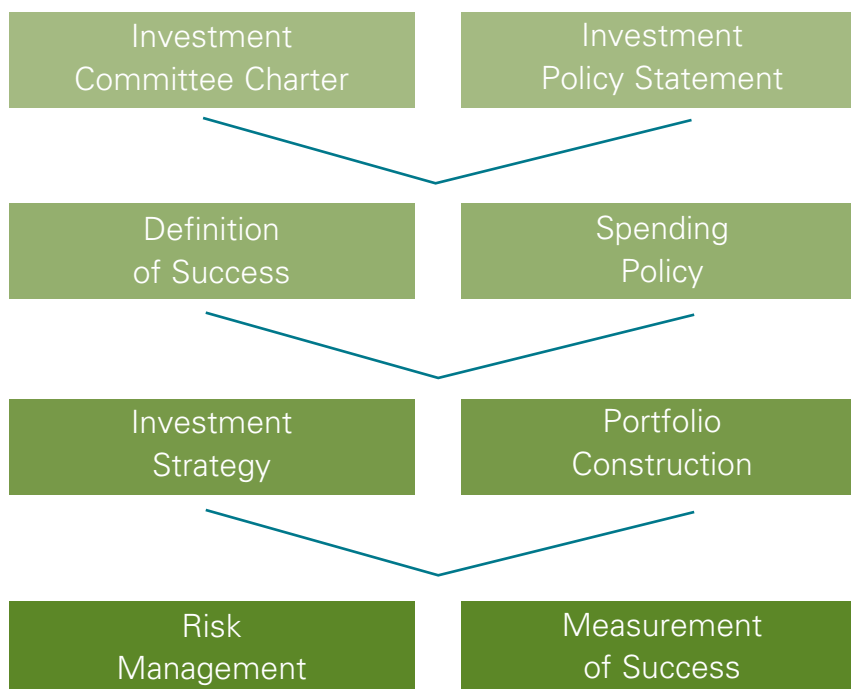 Investment
Committee Charter
Investment
Policy Statement
Definition
of Success
Spending
Policy
Investment
Strategy
Portfolio
Construction
Risk
Management
Measurement
of Success